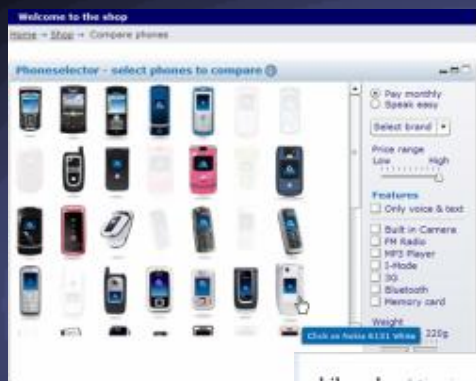 Welcome to the shop
Home → Shop → Compare phones
Phoneselector - select phones to compare
Pay monthly
Speak easy
Select brand
Price range
Low High
Features
Only voice & text
Built in Camera
FM Radio
MP3 Player
I-Mode
3G
Bluetooth
Memory card
Weight
220g
Click on Nokia 6131 White